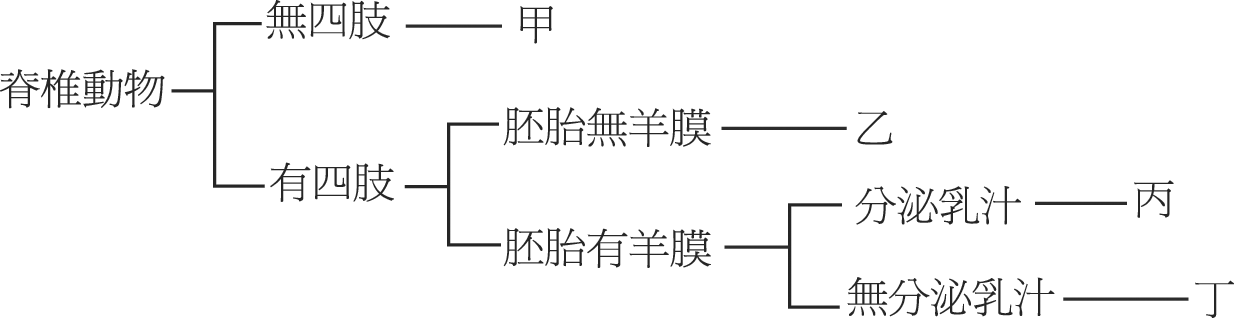 無四肢 甲
脊椎動物
胚胎無羊膜 乙
有四肢
分泌乳汁 丙
胚胎有羊膜
無分泌乳汁 丁